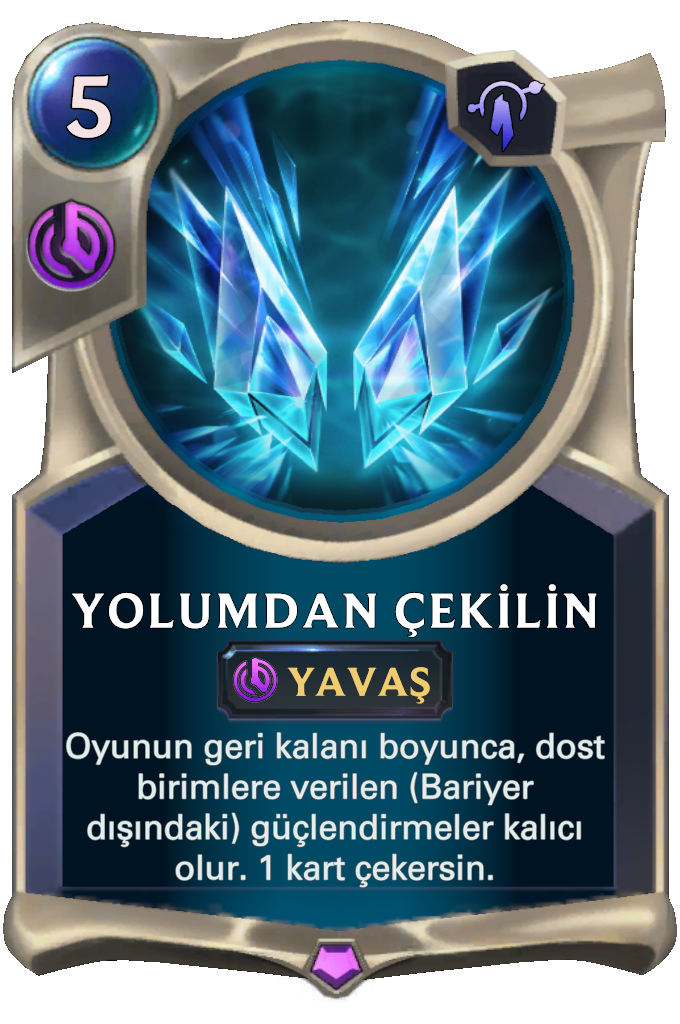 5
YOLUMDAN ÇEKİLİN
YAVAŞ
Oyunun geri kalanı boyunca, dost
birimlere verilen (Bariyer
dışındaki) güçlendirmeler kalıcı
olur. 1 kart çekersin.